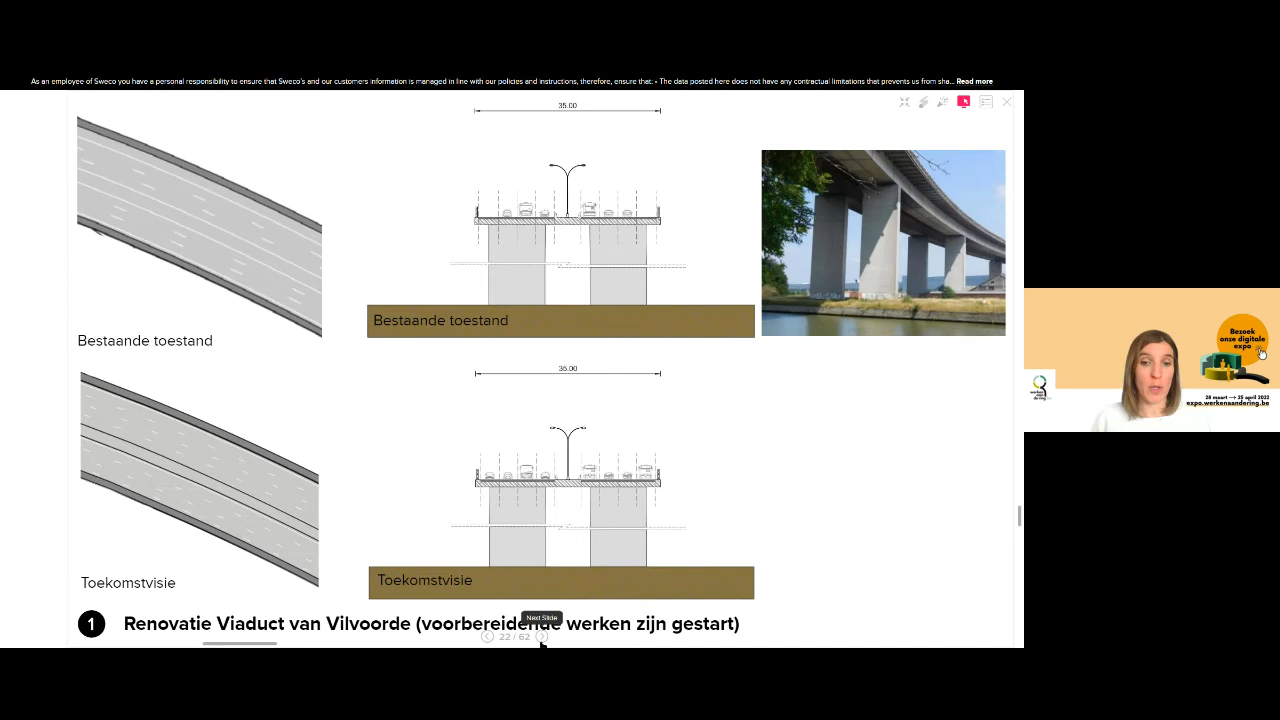 As an employee of Sweco you have a personal responsibility to ensure that Sweco's and our customers information is managed in line with our policies and instructions, therefore, ensure that: • The data posted here does not have any contractual limitations that prevents us from sha... Read more
35.00
Bestaande toestand
Bestaande toestand
35.00
Toekomstvisie
Toekomstvisie
1 Renovatie Viaduct van Vilvoorde (voorbereidende werken zijn gestart)
Next Slide
22 / 62
Bezoek
onze digitale
expo
28 maart → 25 april 2022
expo.werkenaandering.be